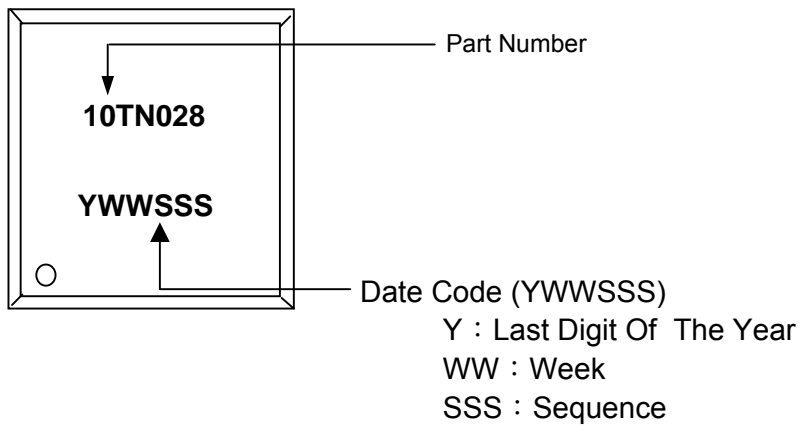 Part Number
10TN028
YWWSSS
Date Code (YWWSSS)
Y：Last Digit Of The Year
WW：Week
SSS：Sequence